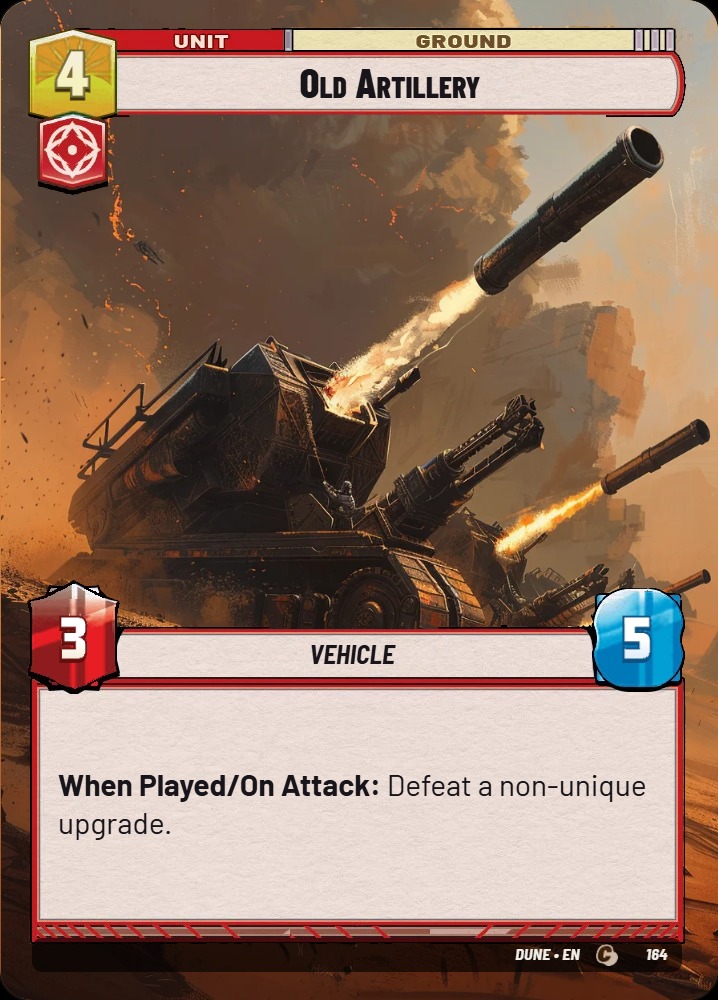 UNIT GROUND
4 Old Artillery
3 VEHICLE 5
When Played/On Attack: Defeat a non-unique
upgrade.
DUNE • EN C 164